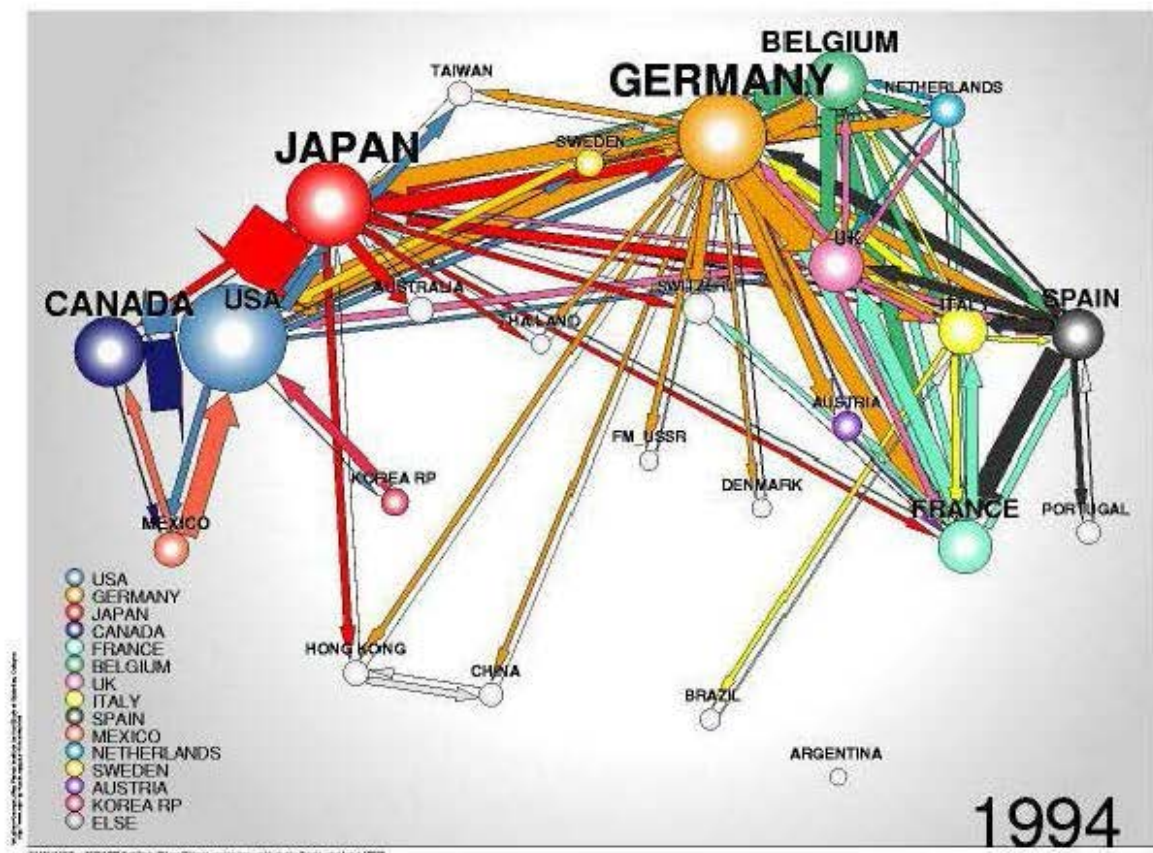 BELGIUM
TAIWAN
GERMANY
NETHERLANDS
JAPAN
SWEDEN
UK
CANADA
USA
AUSTRALIA
SWITZERL
ITALY
SPAIN
THAILAND
AUSTRIA
FM_USSR
KOREA RP
DENMARK
FRANCE
PORTUGAL
MEXICO
HONG KONG
CHINA
BRAZIL
ARGENTINA
USA
GERMANY
JAPAN
CANADA
FRANCE
BELGIUM
UK
ITALY
SPAIN
MEXICO
NETHERLANDS
SWEDEN
AUSTRIA
KOREA RP
ELSE
1994